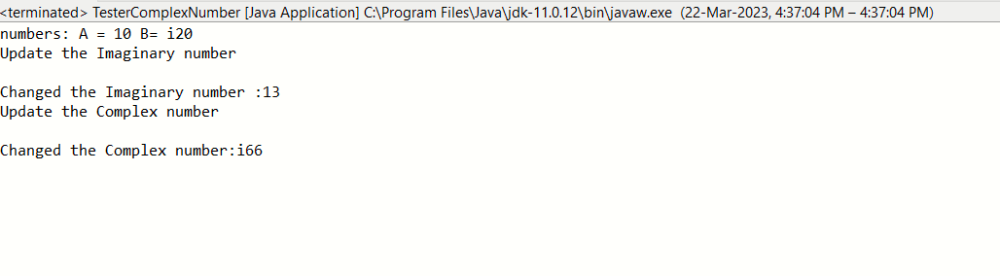 <terminated> TesterComplexNumber [Java Application] C:\Program Files\Java\jdk-11.0.12\bin\javaw.exe (22-Mar-2023, 4:37:04 PM – 4:37:04 PM)
numbers: A = 10 B= i20
Update the Imaginary number
Changed the Imaginary number :13
Update the Complex number
Changed the Complex number:i66